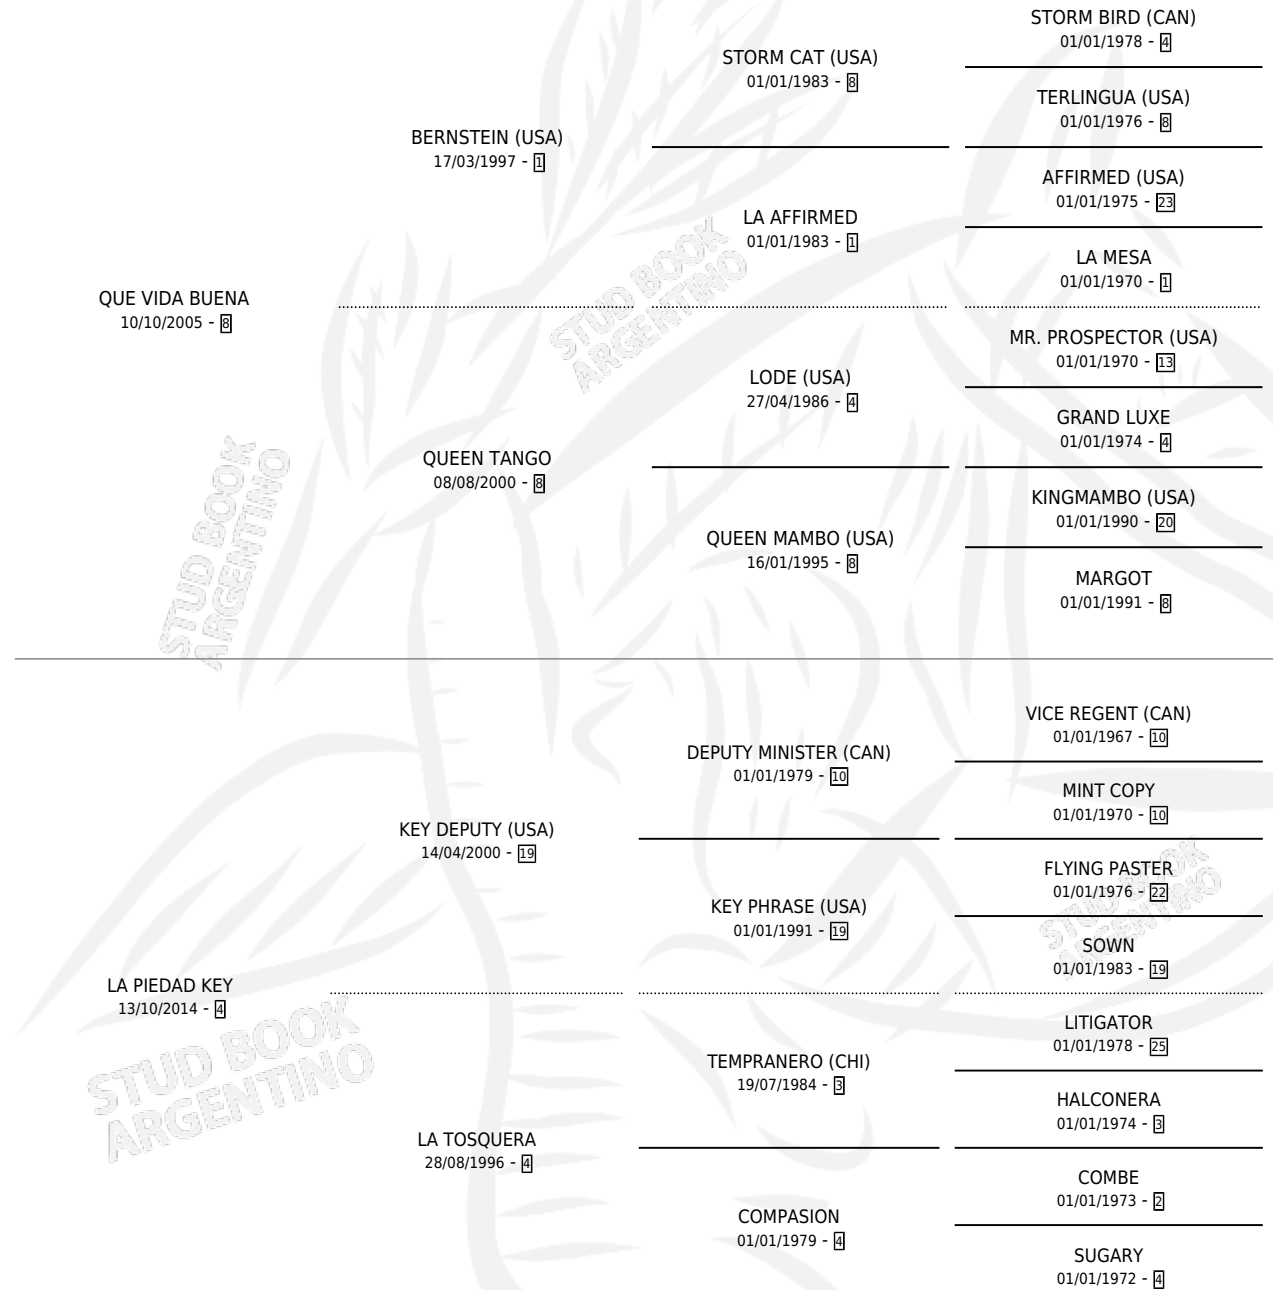 STORM BIRD (CAN)
01/01/1978 - 4
STORM CAT (USA)
01/01/1983 - 8
TERLINGUA (USA)
01/01/1976 - 8
BERNSTEIN (USA)
17/03/1997 - 1
AFFIRMED (USA)
01/01/1975 - 23
LA AFFIRMED
01/01/1983 - 1
LA MESA
01/01/1970 - 1
QUE VIDA BUENA
10/10/2005 - 8
MR. PROSPECTOR (USA)
01/01/1970 - 13
LODE (USA)
27/04/1986 - 4
GRAND LUXE
01/01/1974 - 4
QUEEN TANGO
08/08/2000 - 8
KINGMAMBO (USA)
01/01/1990 - 20
QUEEN MAMBO (USA)
16/01/1995 - 8
MARGOT
01/01/1991 - 8
VICE REGENT (CAN)
01/01/1967 - 10
DEPUTY MINISTER (CAN)
01/01/1979 - 10
MINT COPY
01/01/1970 - 10
KEY DEPUTY (USA)
14/04/2000 - 19
FLYING PASTER
01/01/1976 - 22
KEY PHRASE (USA)
01/01/1991 - 19
SOWN
01/01/1983 - 19
LA PIEDAD KEY
13/10/2014 - 4
LITIGATOR
01/01/1978 - 25
TEMPRANERO (CHI)
19/07/1984 - 3
HALCONERA
01/01/1974 - 3
LA TOSQUERA
28/08/1996 - 4
COMBE
01/01/1973 - 2
COMPASION
01/01/1979 - 4
SUGARY
01/01/1972 - 4
STUD BOOK
ARGENTINO
STUD BOOK
ARGENTINO
STUD BOOK
ARGENTINO
STUD BOOK
ARGENTINO